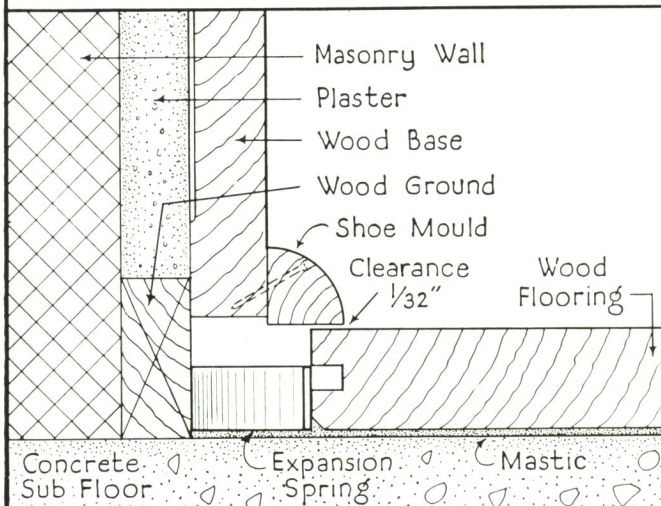 Masonry Wall
Plaster
Wood Base
Wood Ground
Shoe Mould
Clearance
1/32"
Wood
Flooring
Concrete
Sub Floor
Expansion
Spring
Mastic